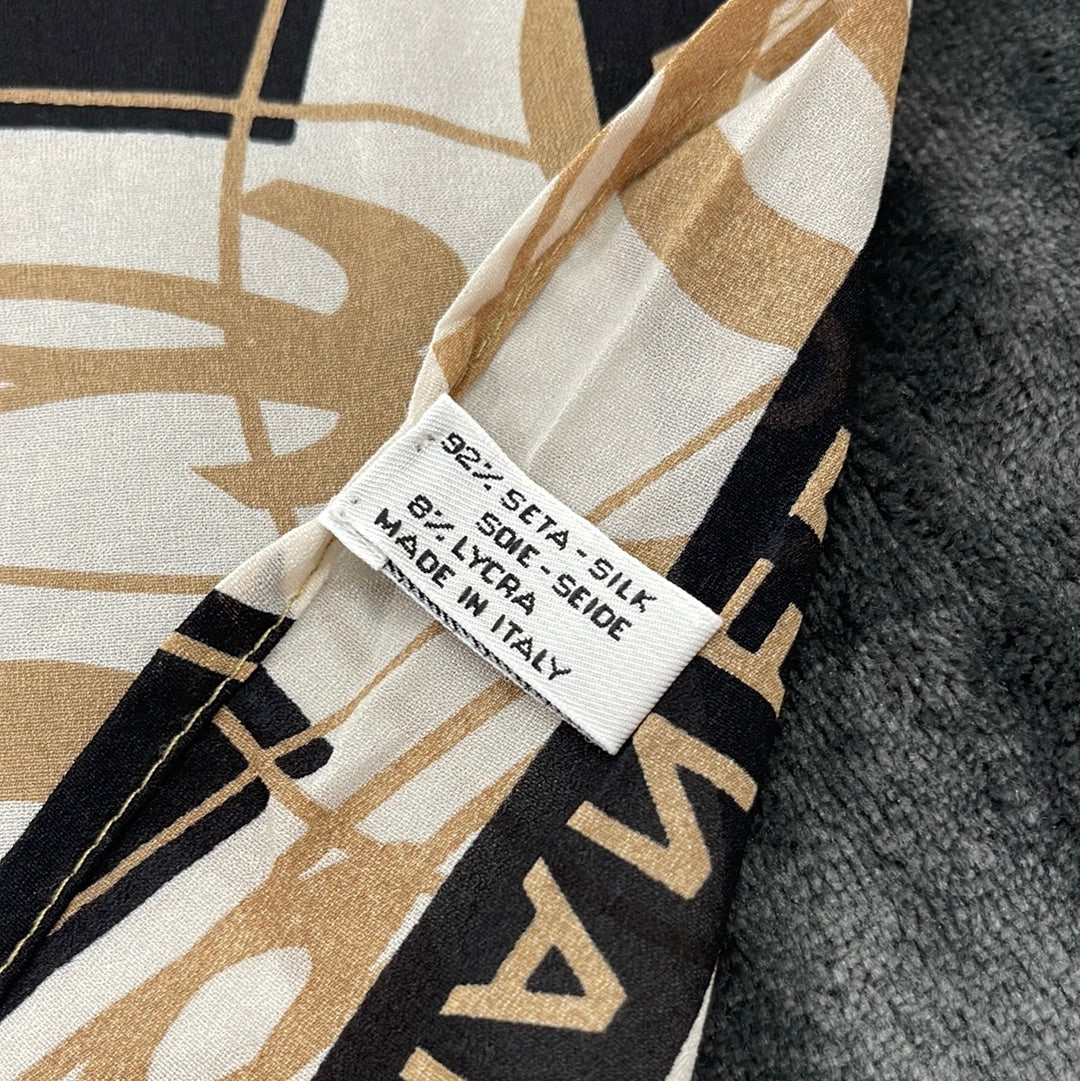 92% SETA - SILK
SOIE - SEIDE
8% LYCRA
MADE IN ITALY